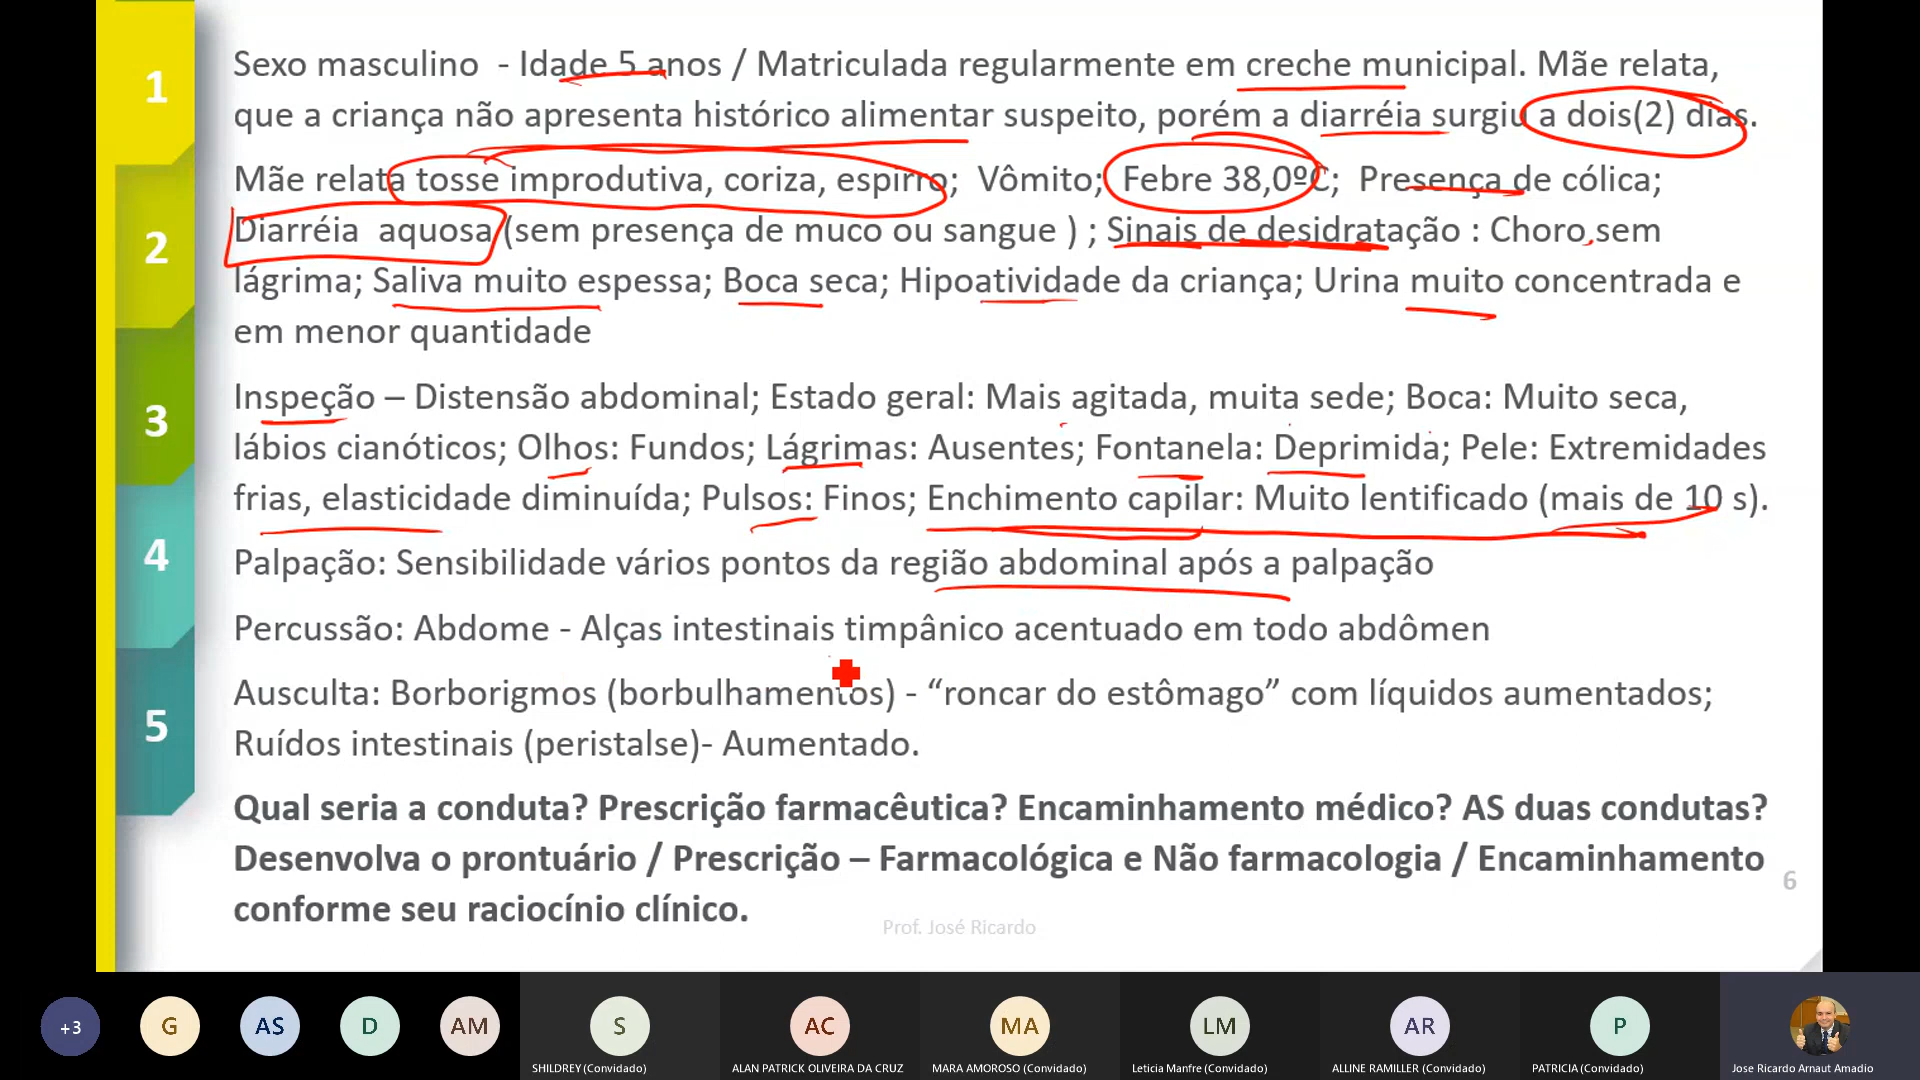 1
Sexo masculino - Idade 5 anos / Matriculada regularmente em creche municipal. Mãe relata,
que a criança não apresenta histórico alimentar suspeito, porém a diarréia surgiu a dois(2) dias.
2
Mãe relata tosse improdutiva, coriza, espirro; Vômito; Febre 38,0ºC; Presença de cólica;
Diarréia aquosa (sem presença de muco ou sangue ) ; Sinais de desidratação : Choro sem
lágrima; Saliva muito espessa; Boca seca; Hipoatividade da criança; Urina muito concentrada e
em menor quantidade
3
Inspeção – Distensão abdominal; Estado geral: Mais agitada, muita sede; Boca: Muito seca,
lábios cianóticos; Olhos: Fundos; Lágrimas: Ausentes; Fontanela: Deprimida; Pele: Extremidades
frias, elasticidade diminuída; Pulsos: Finos; Enchimento capilar: Muito lentificado (mais de 10 s).
4
Palpação: Sensibilidade vários pontos da região abdominal após a palpação
Percussão: Abdome - Alças intestinais timpânico acentuado em todo abdômen
5
Ausculta: Borborigmos (borbulhamentos) - “roncar do estômago” com líquidos aumentados;
Ruídos intestinais (peristalse)- Aumentado.
Qual seria a conduta? Prescrição farmacêutica? Encaminhamento médico? AS duas condutas?
Desenvolva o prontuário / Prescrição – Farmacológica e Não farmacologia / Encaminhamento
conforme seu raciocínio clínico.
6
Prof. José Ricardo
+3 G AS D AM S AC MA LM AR P
SHILDREY (Convidado) ALAN PATRICK OLIVEIRA DA CRUZ MARA AMOROSO (Convidado) Leticia Manfre (Convidado) ALLINE RAMILLER (Convidado) PATRICIA (Convidado) Jose Ricardo Arnaut Amadio